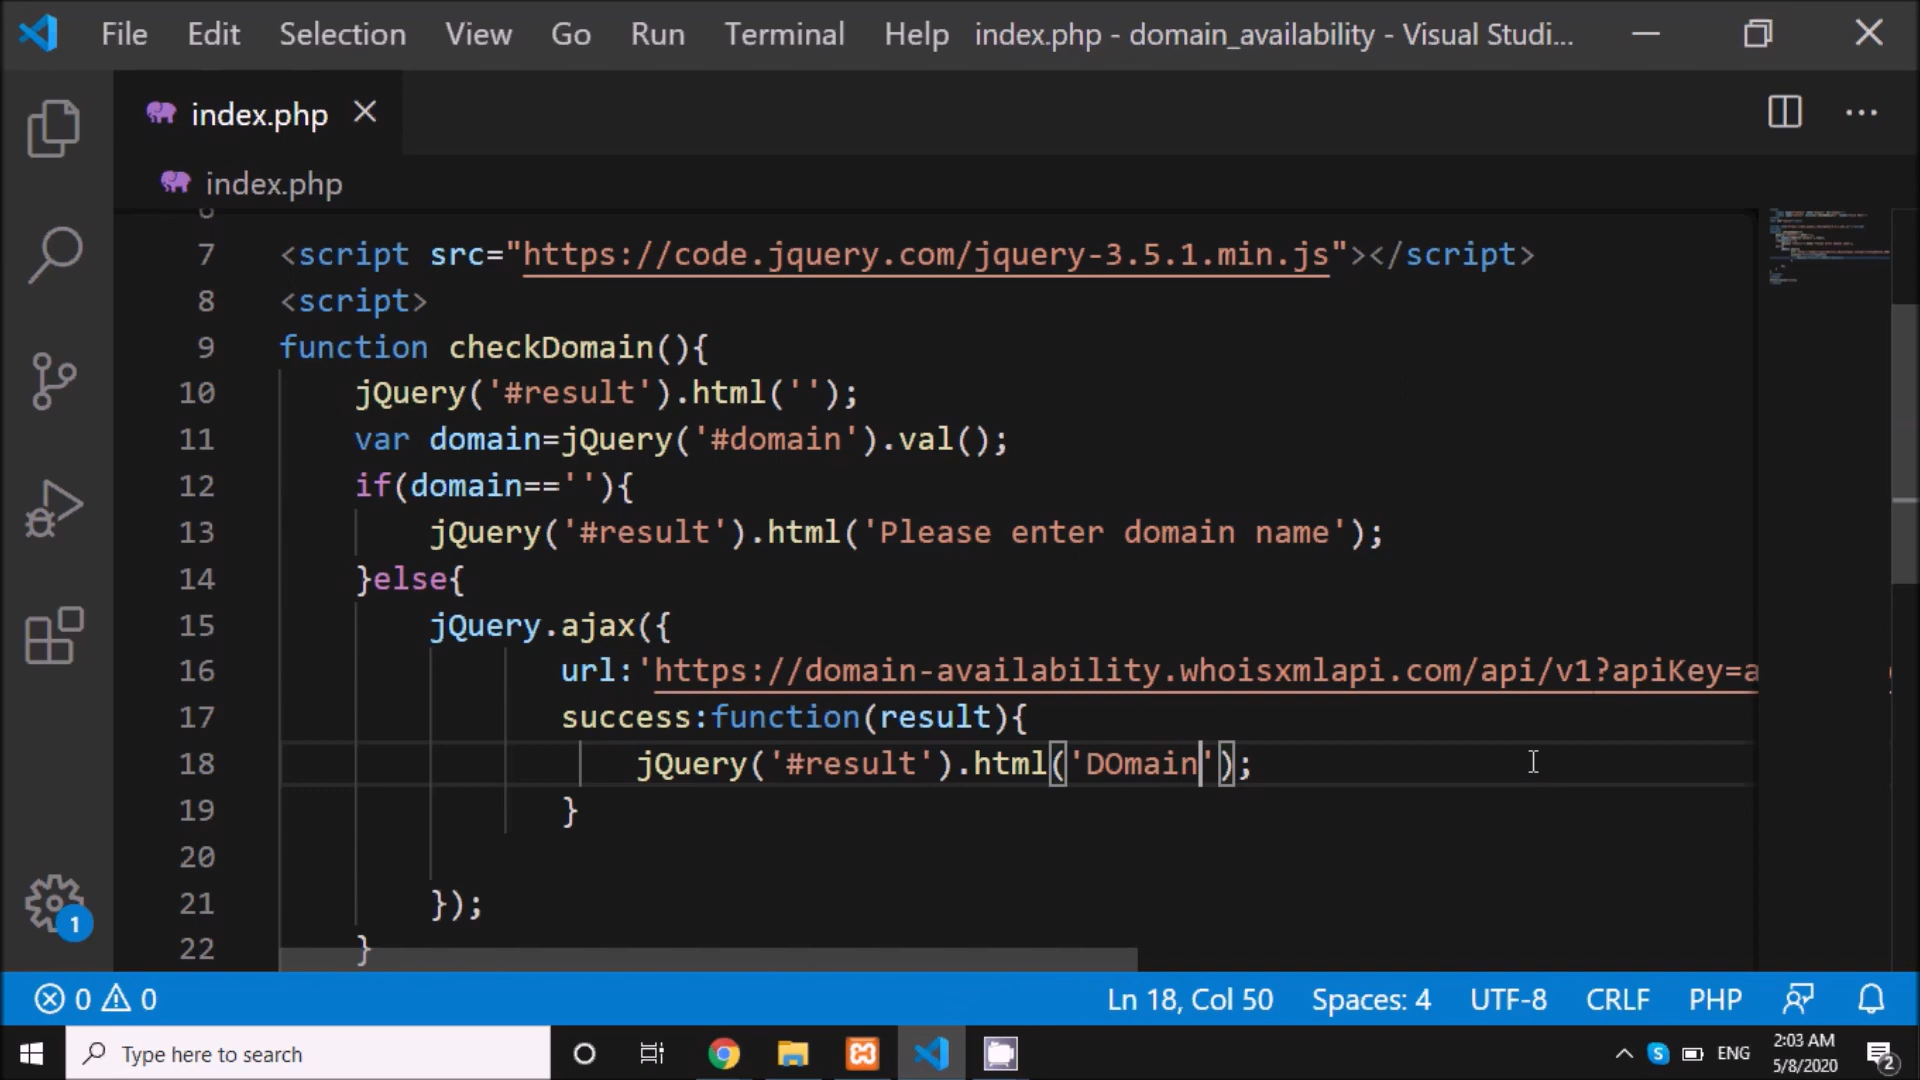 File Edit Selection View Go Run Terminal Help index.php - domain_availability - Visual Studi...
index.php
index.php
7 <script src="https://code.jquery.com/jquery-3.5.1.min.js"></script>
8 <script>
9 function checkDomain(){
10 jQuery('#result').html('');
11 var domain=jQuery('#domain').val();
12 if(domain==''){
13 jQuery('#result').html('Please enter domain name');
14 }else{
15 jQuery.ajax({
16 url:'https://domain-availability.whoisxmlapi.com/api/v1?apiKey=a
17 success:function(result){
18 jQuery('#result').html('DOmain');
19 }
20
21 });
22 }
1
0 0 Ln 18, Col 50 Spaces: 4 UTF-8 CRLF PHP
Type here to search ENG 2:03 AM
5/8/2020 2